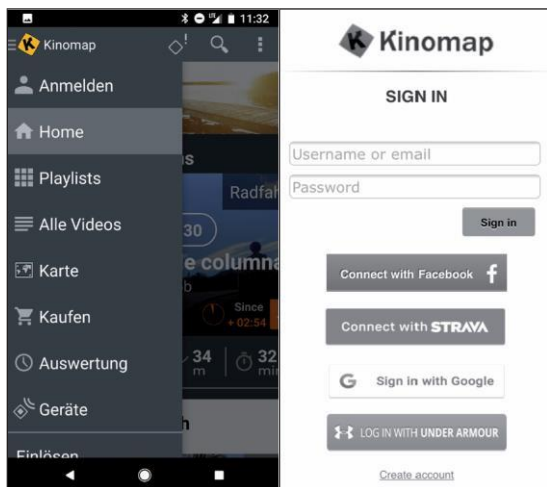 11:32
Kinomap
Anmelden
Home
Playlists
Alle Videos
Karte
Kaufen
Auswertung
Geräte
Einlösen
Radfah
30
e columna
b
Since
+ 02:54
34
m
32
min
h
Kinomap
SIGN IN
Username or email
Password
Sign in
Connect with Facebook f
Connect with STRAVA
G Sign in with Google
LOG IN WITH UNDER ARMOUR
Create account